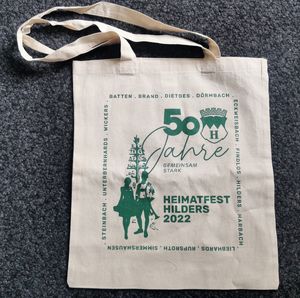 BATTEN . BRAND . DIETGES . DÖRMBACH .
ECKWEISBACH . FINDLOS . HILDERS . HARBACH
50
H
Jahre
GEMEINSAM
STARK
HEIMATFEST
HILDERS
2022
LIEBHARDS . RUPSROTH . SIMMERSHAUSEN
STEINBACH . UNTERBERNHARDS . WICKERS .